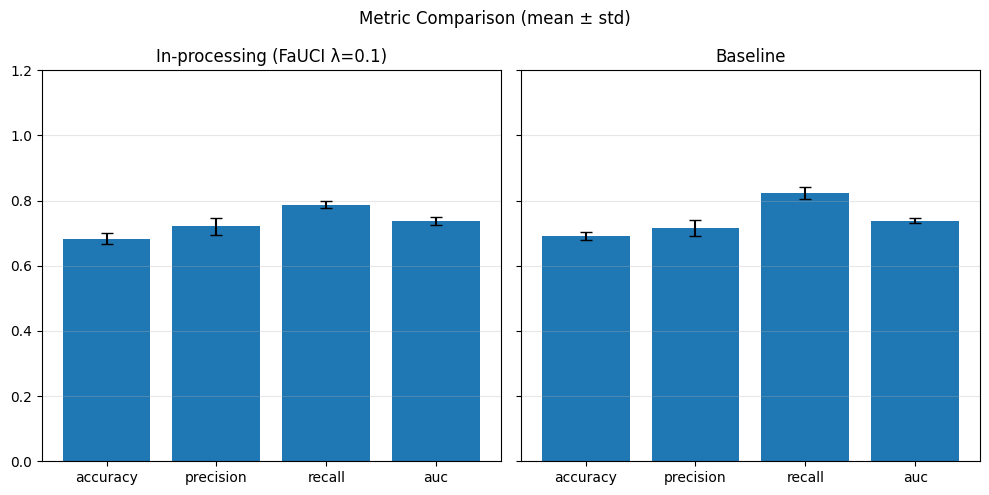 Metric Comparison (mean ± std)
In-processing (FaUCI λ=0.1)
Baseline
1.2
1.0
0.8
0.6
0.4
0.2
0.0
accuracy precision recall auc
accuracy precision recall auc